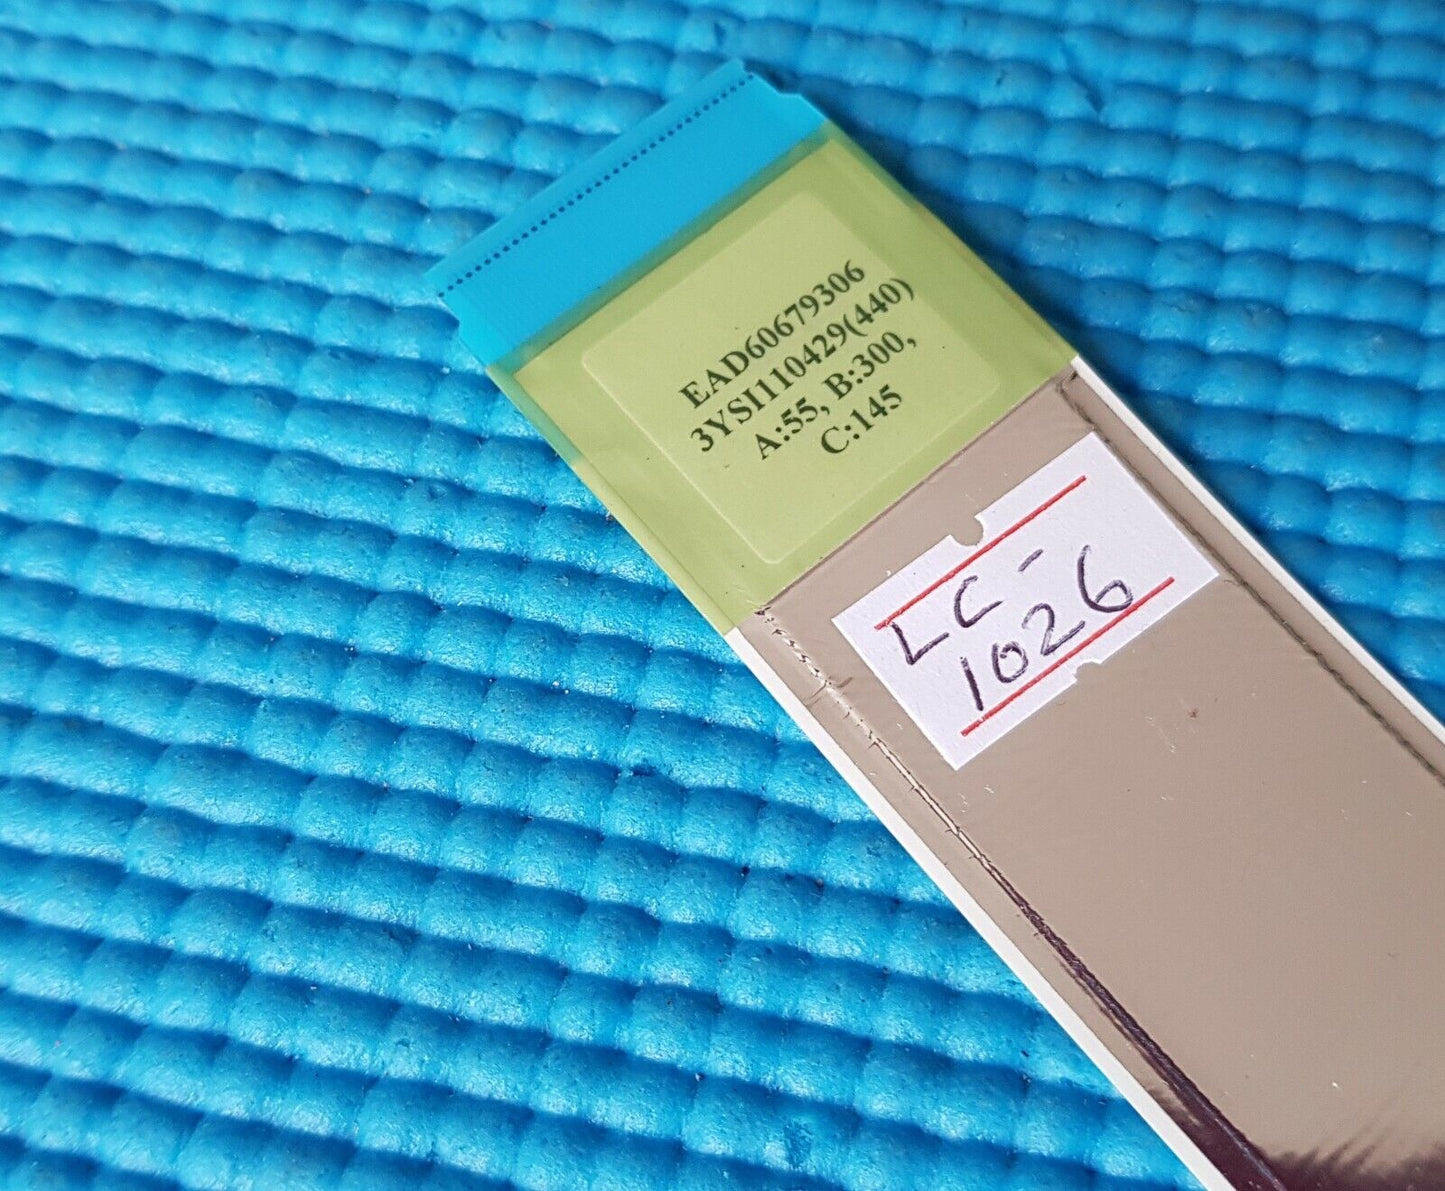 EAD60679306
3YSI110429(440)
A:55, B:300,
C:145
LC-
1026